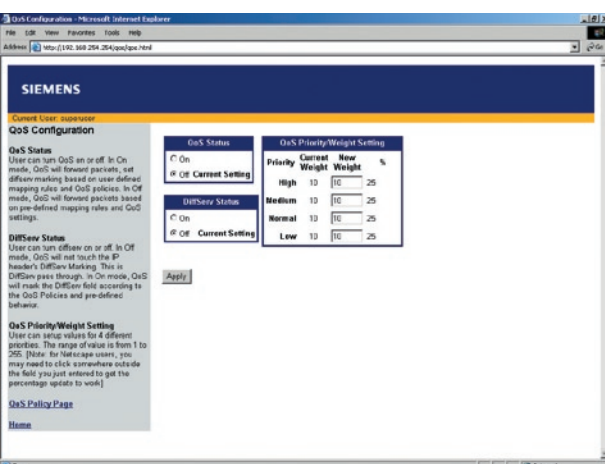 QoS Configuration - Microsoft Internet Explorer
File Edit View Favorites Tools Help
Address http://192.168.254.254/qos/qos.html
Go
SIEMENS
Current User: superuser
QoS Configuration
QoS Status
User can turn QoS on or off. In On
mode, QoS will forward packets, set
diffserv marking based on user defined
mapping rules and QoS policies. In Off
mode, QoS will forward packets based
on pre-defined mapping rules and QoS
settings.
DiffServ Status
User can turn diffserv on or off. In Off
mode, QoS will not touch the IP
header's DiffServ Marking. This is
DiffServ pass through. In On mode, QoS
will mark the DiffServ field according to
the QoS Policies and pre-defined
behavior.
QoS Priority/Weight Setting
User can setup values for 4 different
priorities. The range of value is from 1 to
255. [Note: for Netscape users, you
may need to click somewhere outside
the field you just entered to get the
percentage update to work]
QoS Policy Page
Home
QoS Status
On
Off Current Setting
DiffServ Status
On
Off Current Setting
Apply
QoS Priority/Weight Setting
Priority Current Weight New Weight %
High 10 10 25
Medium 10 10 25
Normal 10 10 25
Low 10 10 25